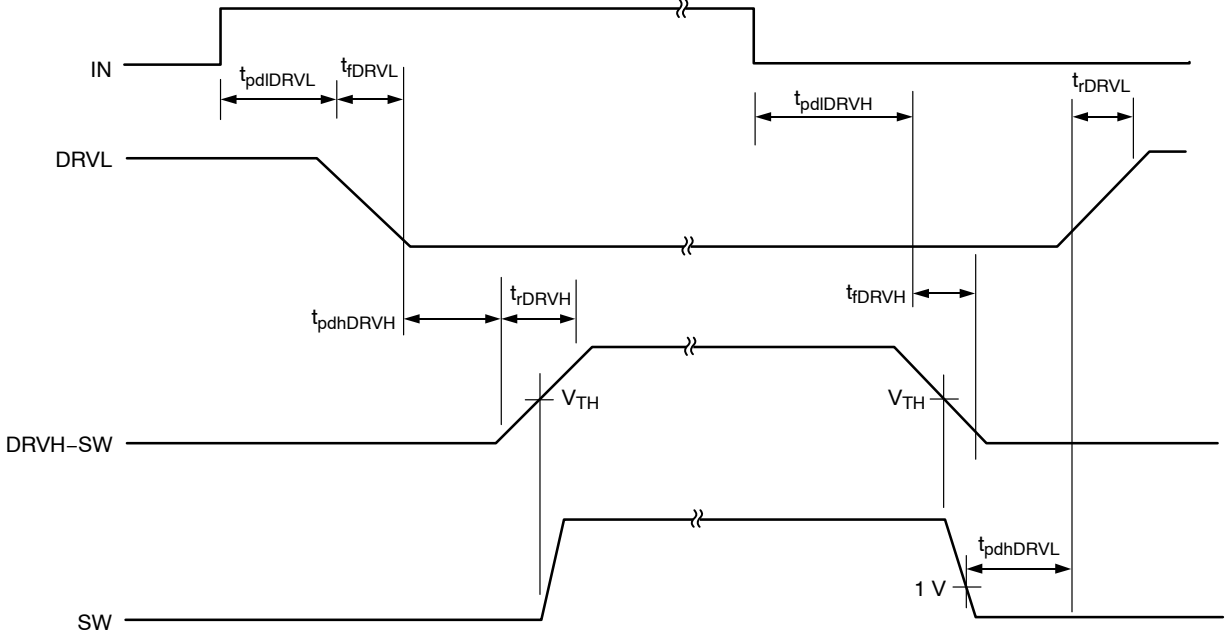 IN
tpdlDRVL
tfDRVL
tpdlDRVH
trDRVL
DRVL
tpdhDRVH
trDRVH
tfDRVH
VTH
VTH
DRVH−SW
tpdhDRVL
1 V
SW